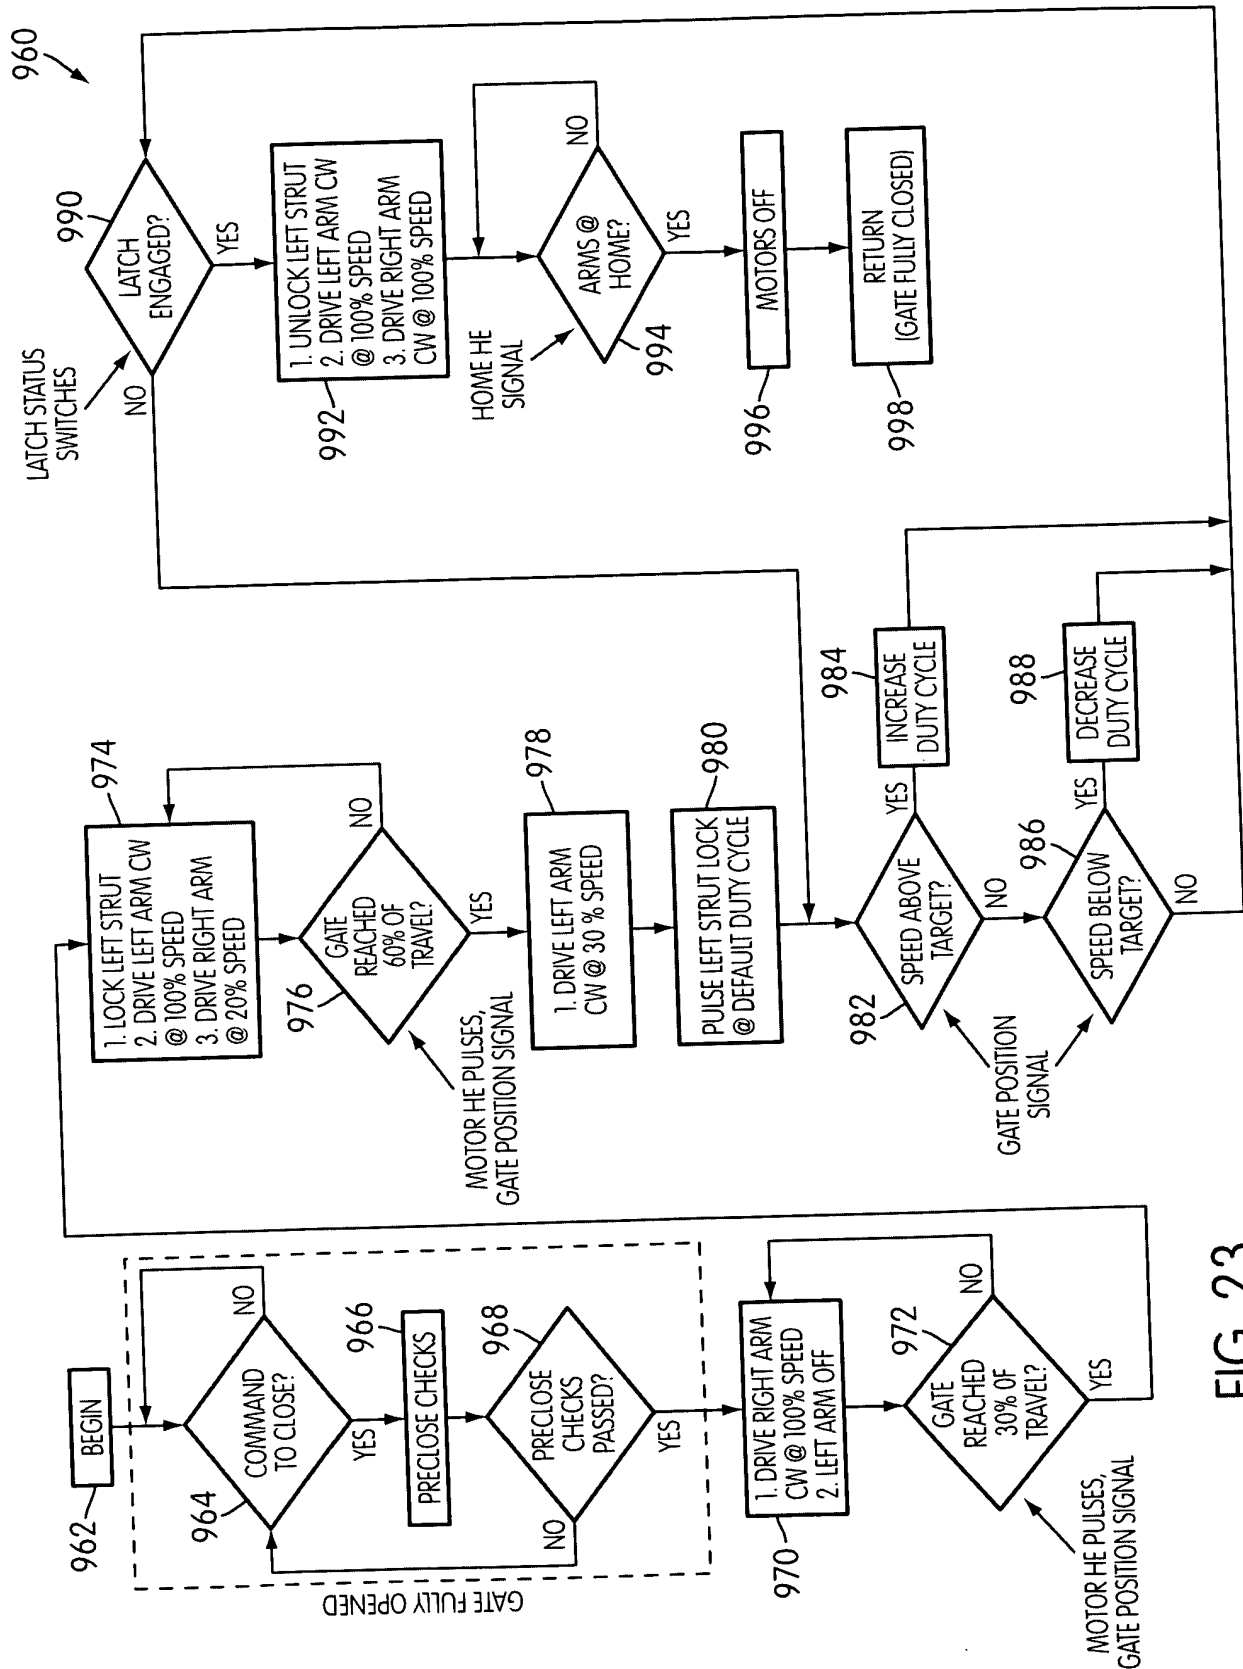 960
962
BEGIN
964
COMMAND
TO CLOSE?
NO
YES
966
PRECLOSE CHECKS
968
PRECLOSE
CHECKS
PASSED?
NO
YES
GATE FULLY OPENED
970
1. DRIVE RIGHT ARM
CW @ 100% SPEED
2. LEFT ARM OFF
972
GATE
REACHED
30% OF
TRAVEL?
NO
YES
MOTOR HE PULSES,
GATE POSITION SIGNAL
974
1. LOCK LEFT STRUT
2. DRIVE LEFT ARM CW
@ 100% SPEED
3. DRIVE RIGHT ARM
@ 20% SPEED
976
GATE
REACHED
60% OF
TRAVEL?
NO
YES
MOTOR HE PULSES,
GATE POSITION SIGNAL
978
1. DRIVE LEFT ARM
CW @ 30 % SPEED
980
PULSE LEFT STRUT LOCK
@ DEFAULT DUTY CYCLE
982
SPEED ABOVE
TARGET?
YES
NO
984
INCREASE
DUTY CYCLE
986
SPEED BELOW
TARGET?
YES
NO
988
DECREASE
DUTY CYCLE
GATE POSITION
SIGNAL
LATCH STATUS
SWITCHES
990
LATCH
ENGAGED?
NO
YES
992
1. UNLOCK LEFT STRUT
2. DRIVE LEFT ARM CW
@ 100% SPEED
3. DRIVE RIGHT ARM
CW @ 100% SPEED
HOME HE
SIGNAL
994
ARMS @
HOME?
NO
YES
996
MOTORS OFF
998
RETURN
(GATE FULLY CLOSED)
FIG. 23